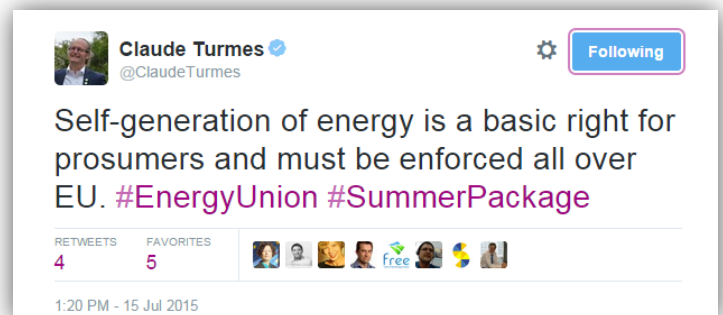 Claude Turmes
@ClaudeTurmes
Following
Self-generation of energy is a basic right for
prosumers and must be enforced all over
EU. #EnergyUnion #SummerPackage
RETWEETS FAVORITES
4 5
free
1:20 PM - 15 Jul 2015